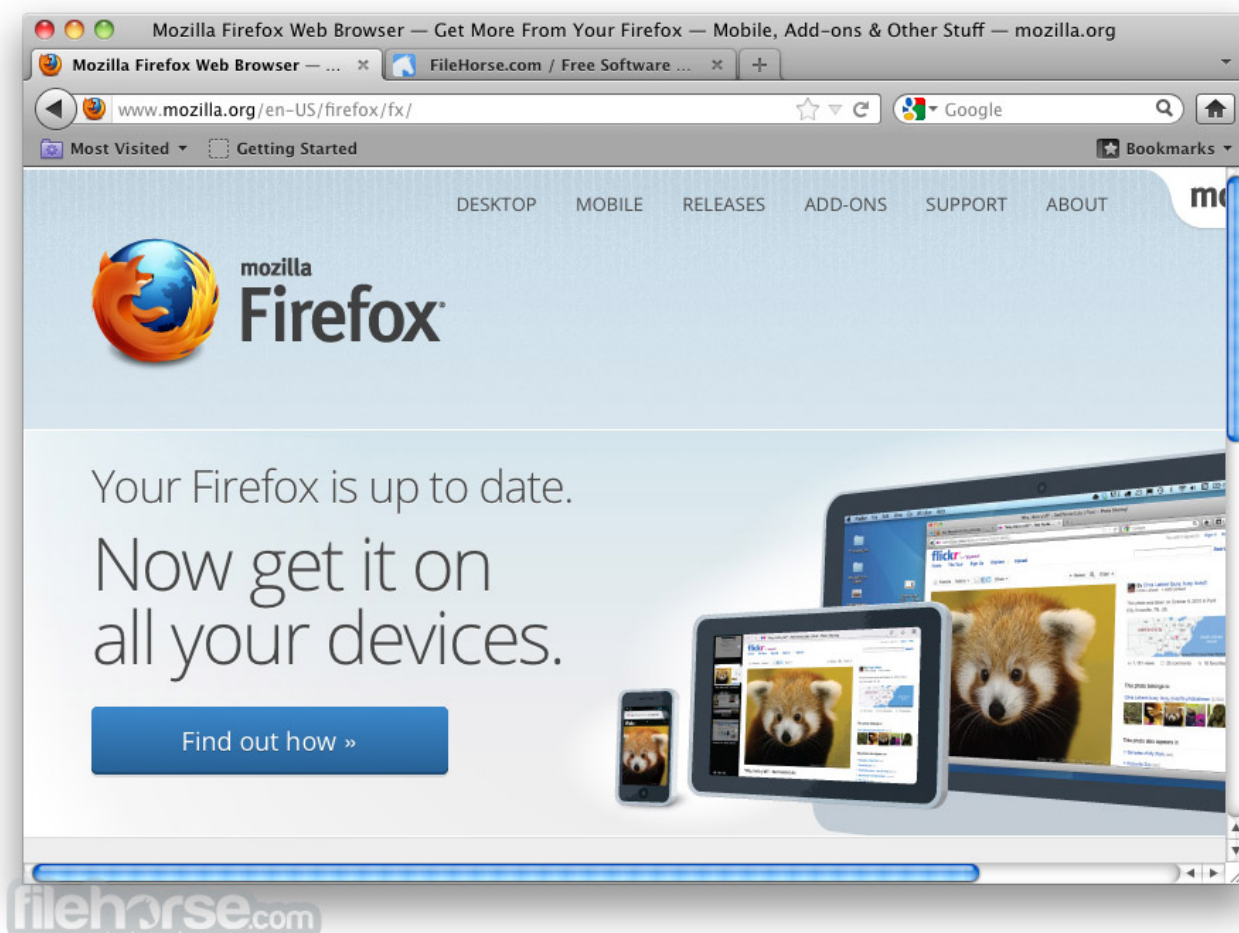 Mozilla Firefox Web Browser — Get More From Your Firefox — Mobile, Add-ons & Other Stuff — mozilla.org
Mozilla Firefox Web Browser — ...
FileHorse.com / Free Software ...
www.mozilla.org/en-US/firefox/fx/
Google
Most Visited
Getting Started
Bookmarks
DESKTOP MOBILE RELEASES ADD-ONS SUPPORT ABOUT
mo
mozilla
Firefox
Your Firefox is up to date.
Now get it on
all your devices.
Find out how »
flickr
flickr
filehorse.com